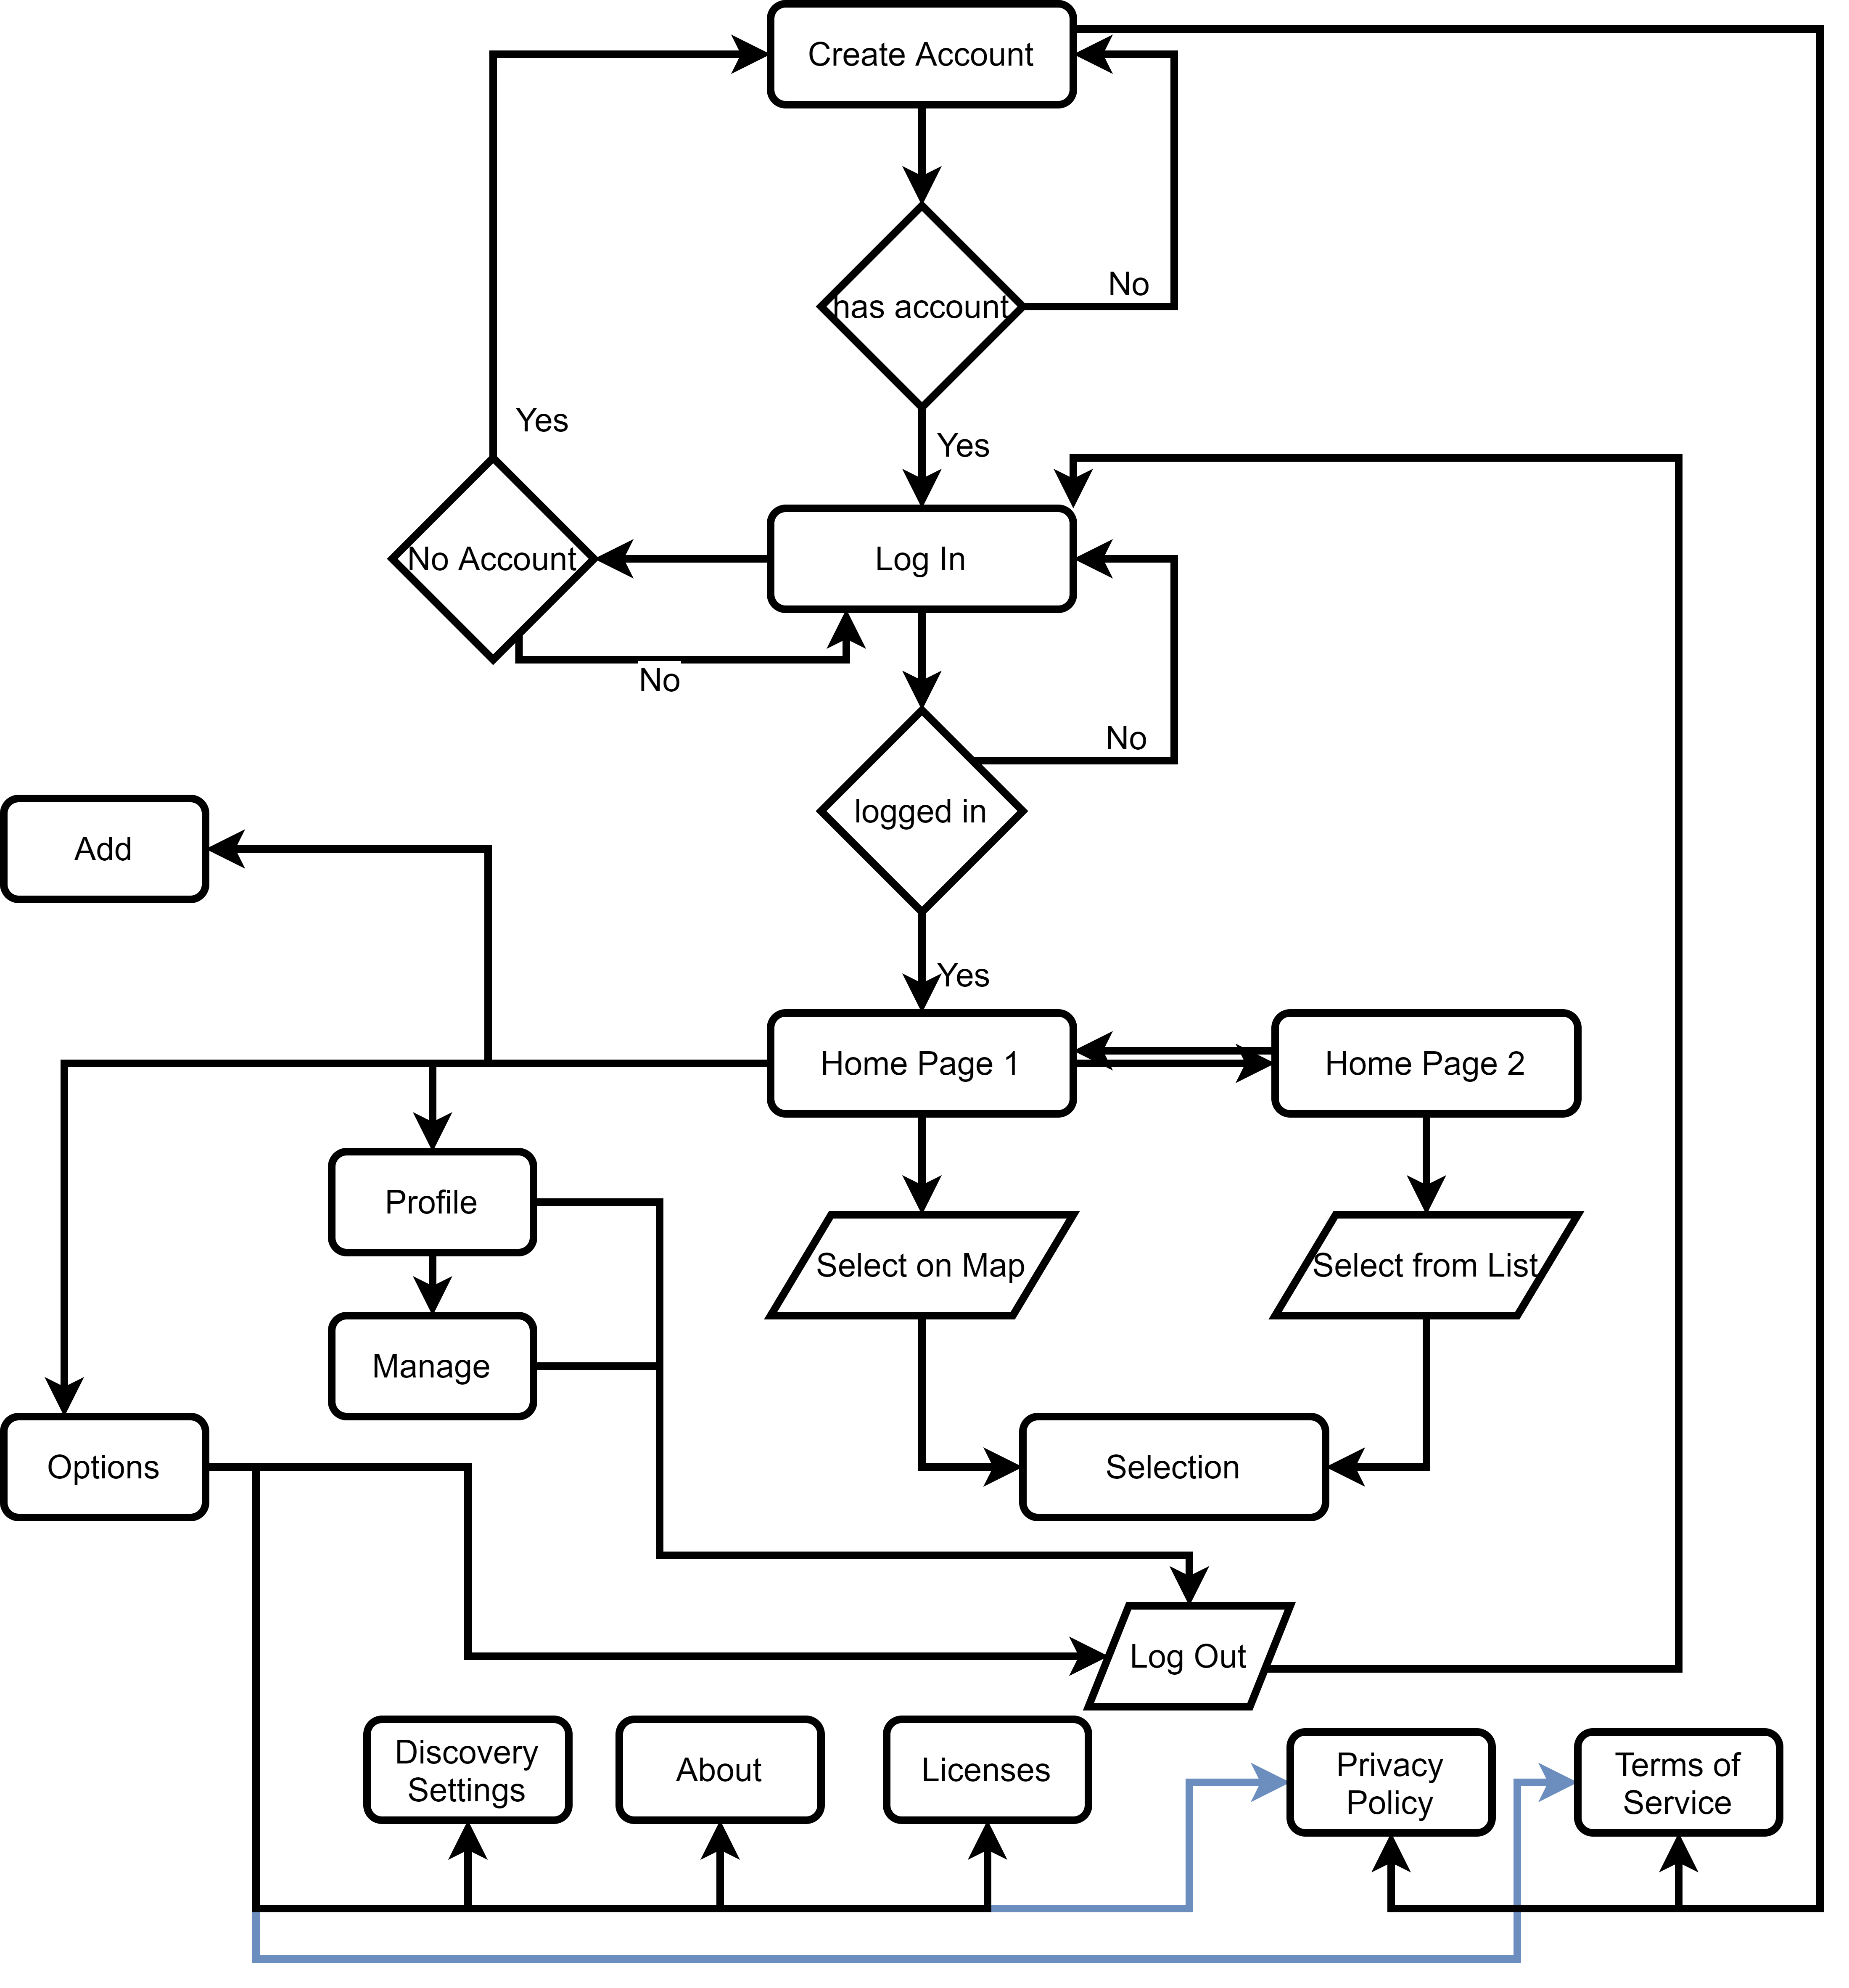 Create Account
No
has account
Yes
Yes
No Account
Log In
No
No
logged in
Add
Yes
Home Page 1
Home Page 2
Profile
Select on Map
Select from List
Manage
Options
Selection
Log Out
Discovery
Settings
About
Licenses
Privacy
Policy
Terms of
Service